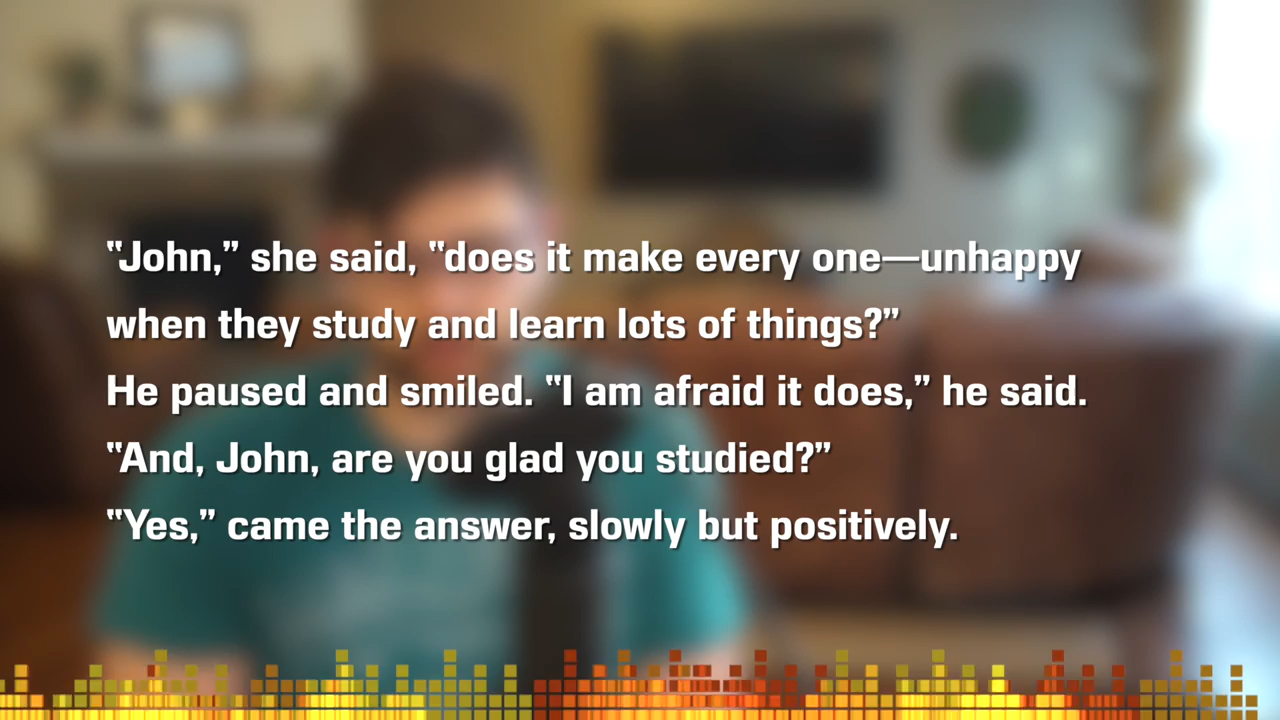 “John,” she said, “does it make every one—unhappy
when they study and learn lots of things?”
He paused and smiled. “I am afraid it does,” he said.
“And, John, are you glad you studied?”
“Yes,” came the answer, slowly but positively.